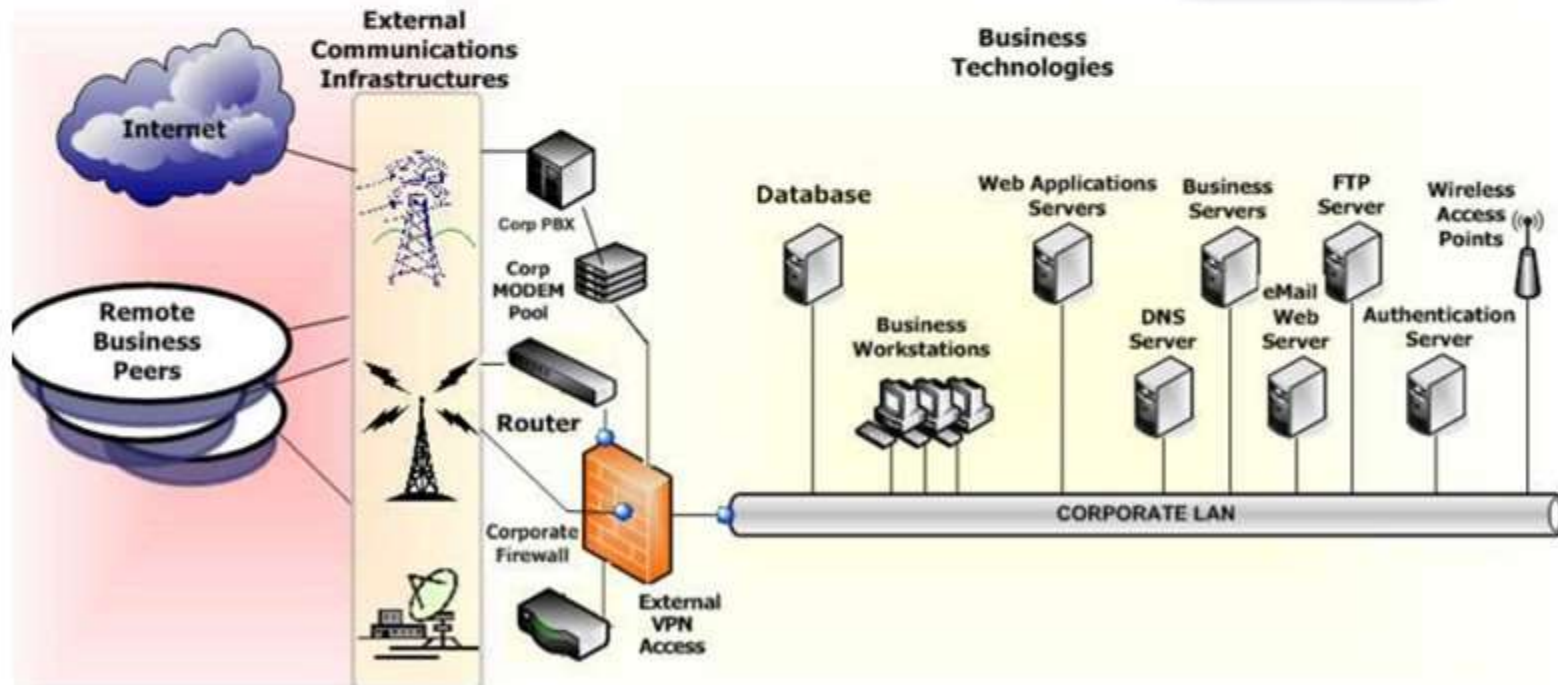 External
Communications
Infrastructures
Business
Technologies
Internet
Corp PBX
Database
Web Applications
Servers
Business
Servers
FTP
Server
Wireless
Access
Points
Corp
MODEM
Pool
Remote
Business
Peers
Business
Workstations
DNS
Server
eMail
Web
Server
Authentication
Server
Router
CORPORATE LAN
Corporate
Firewall
External
VPN
Access